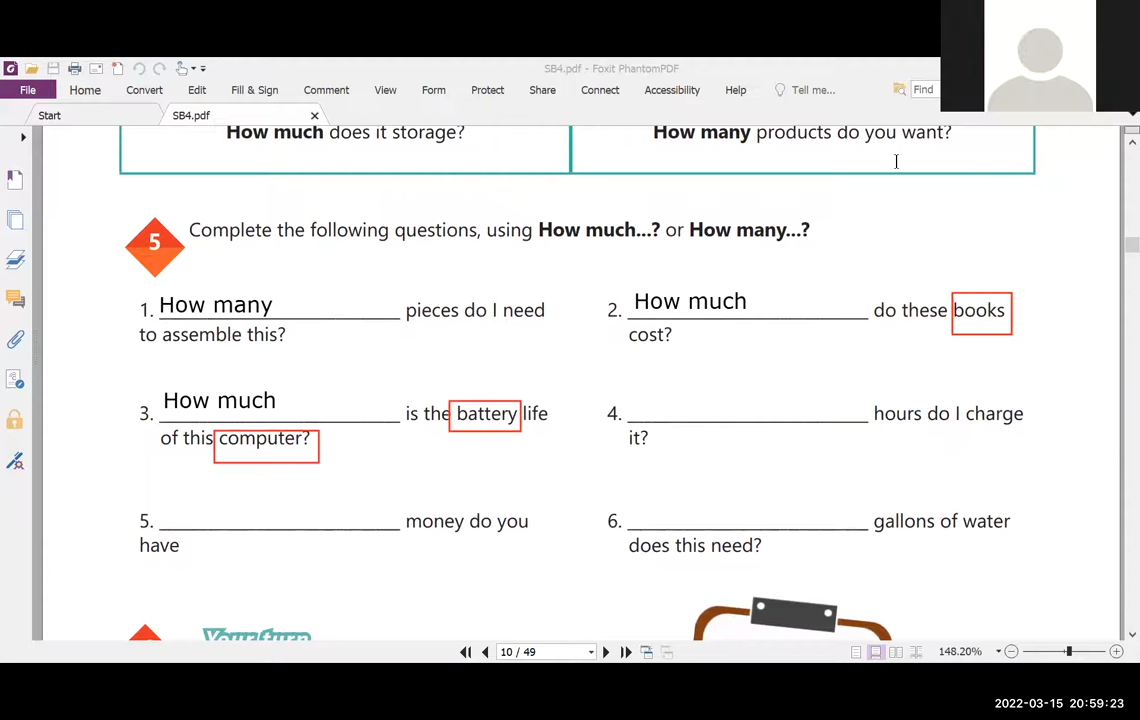 SB4.pdf - Foxit PhantomPDF
File Home Convert Edit Fill & Sign Comment View Form Protect Share Connect Accessibility Help Tell me... Find
Start SB4.pdf
How much does it storage? How many products do you want?
5 Complete the following questions, using How much...? or How many...?
1. How many pieces do I need
to assemble this?
2. How much do these books
cost?
3. How much is the battery life
of this computer?
4. ____________________ hours do I charge
it?
5. ____________________ money do you
have
6. ____________________ gallons of water
does this need?
Your turn
10 / 49 148.20%
2022-03-15 20:59:23